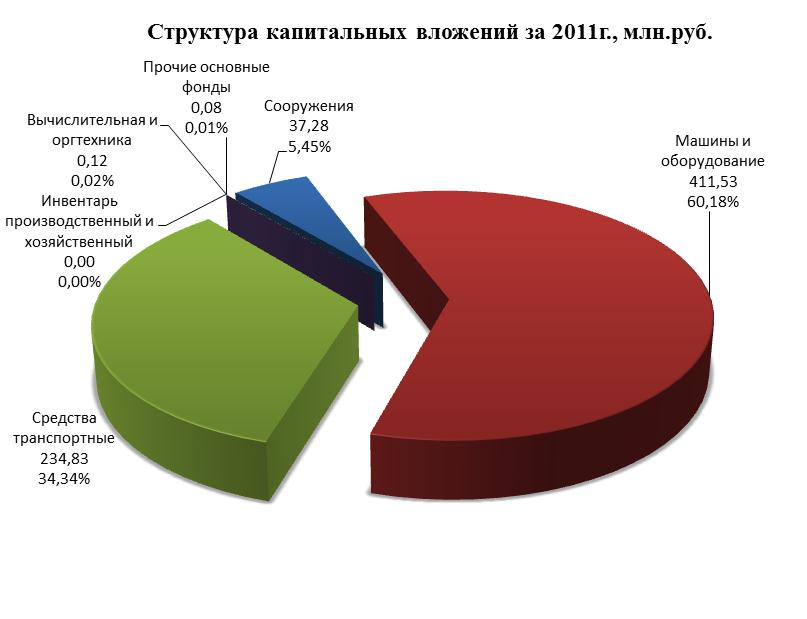 Структура капитальных вложений за 2011г., млн.руб.
Прочие основные
фонды
0,08
0,01%
Сооружения
37,28
5,45%
Вычислительная и
оргтехника
0,12
0,02%
Машины и
оборудование
411,53
60,18%
Инвентарь
производственный и
хозяйственный
0,00
0,00%
Средства
транспортные
234,83
34,34%